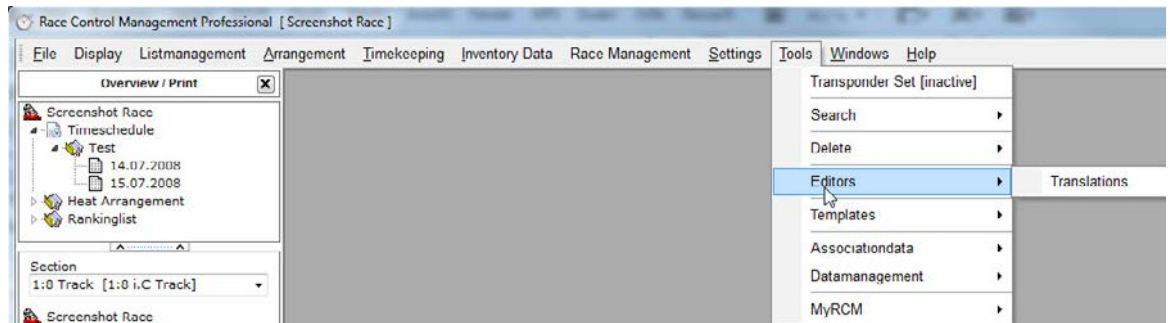 Race Control Management Professional [ Screenshot Race ]
File Display Listmanagement Arrangement Timekeeping Inventory Data Race Management Settings Tools Windows Help
Overview / Print
Screenshot Race
Timeschedule
Test
14.07.2008
15.07.2008
Heat Arrangement
Rankinglist
Section
1:8 Track [1:8 i.C Track]
Screenshot Race
Transponder Set [inactive]
Search
Delete
Editors
Translations
Templates
Associationdata
Datamanagement
MyRCM